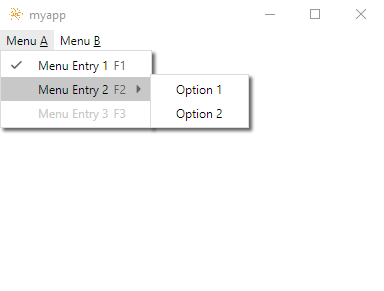 myapp
Menu A Menu B
Menu Entry 1 F1
Menu Entry 2 F2
Menu Entry 3 F3
Option 1
Option 2